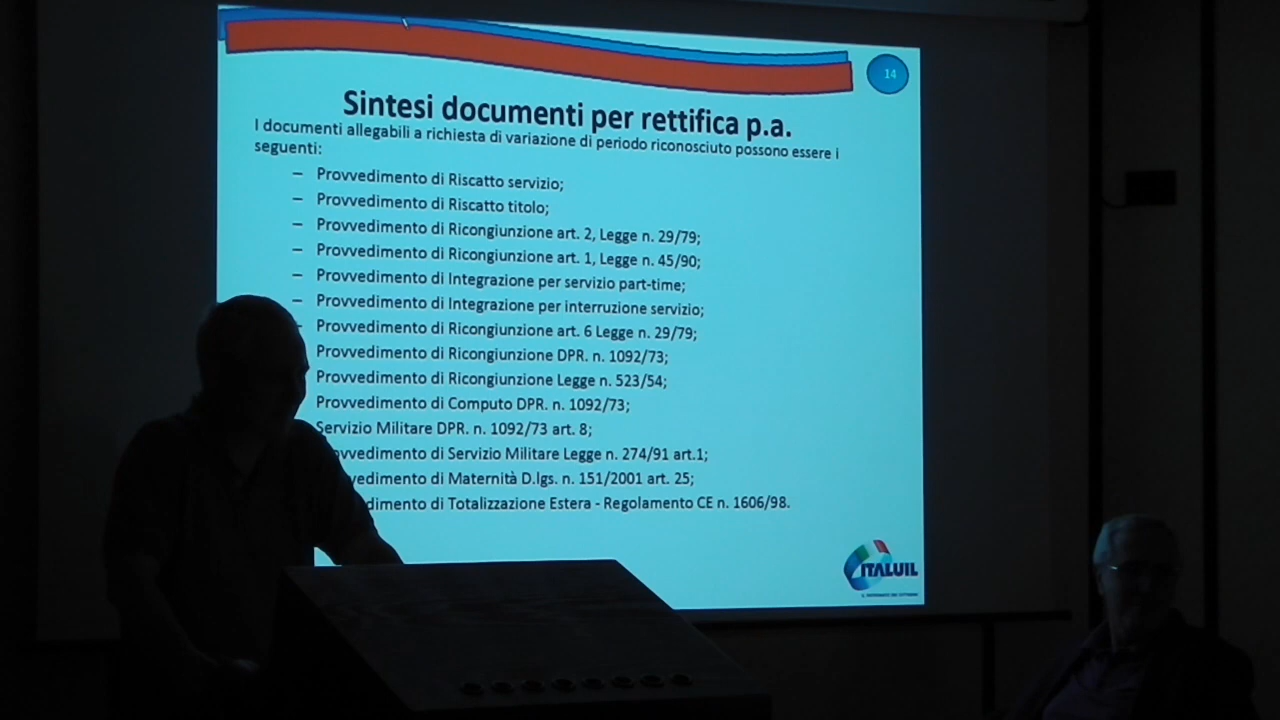 14
Sintesi documenti per rettifica p.a.
I documenti allegabili a richiesta di variazione di periodo riconosciuto possono essere i
seguenti:
– Provvedimento di Riscatto servizio;
– Provvedimento di Riscatto titolo;
– Provvedimento di Ricongiunzione art. 2, Legge n. 29/79;
– Provvedimento di Ricongiunzione art. 1, Legge n. 45/90;
– Provvedimento di Integrazione per servizio part-time;
– Provvedimento di Integrazione per interruzione servizio;
– Provvedimento di Ricongiunzione art. 6 Legge n. 29/79;
Provvedimento di Ricongiunzione DPR. n. 1092/73;
Provvedimento di Ricongiunzione Legge n. 523/54;
Provvedimento di Computo DPR. n. 1092/73;
Servizio Militare DPR. n. 1092/73 art. 8;
vvedimento di Servizio Militare Legge n. 274/91 art.1;
vedimento di Maternità D.lgs. n. 151/2001 art. 25;
dimento di Totalizzazione Estera - Regolamento CE n. 1606/98.
ITALUIL